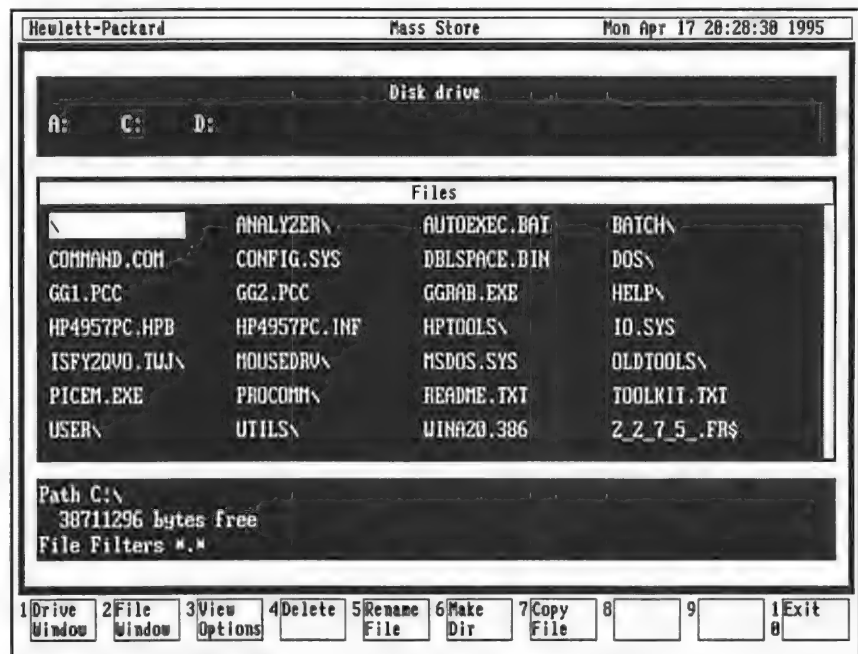 Hewlett-Packard Mass Store Mon Apr 17 20:28:30 1995
Disk drive
A: C: D:
Files
\ ANALYZER\ AUTOEXEC.BAT BATCH\
COMMAND.COM CONFIG.SYS DBLSPACE.BIN DOS\
GG1.PCC GG2.PCC GGRAB.EXE HELP\
HP4957PC.HPB HP4957PC.INF HPTOOLS\ IO.SYS
ISFYZQVO.TWJ\ MOUSEDRV\ MSDOS.SYS OLDTOOLS\
PICEM.EXE PROCOMM\ README.TXT TOOLKIT.TXT
USER\ UTILS\ WINA20.386 2_2_7_5_.FR$
Path C:\
38711296 bytes free
File Filters *.*
1 Drive Window 2 File Window 3 View Options 4 Delete 5 Rename File 6 Make Dir 7 Copy File 8 9 10 Exit